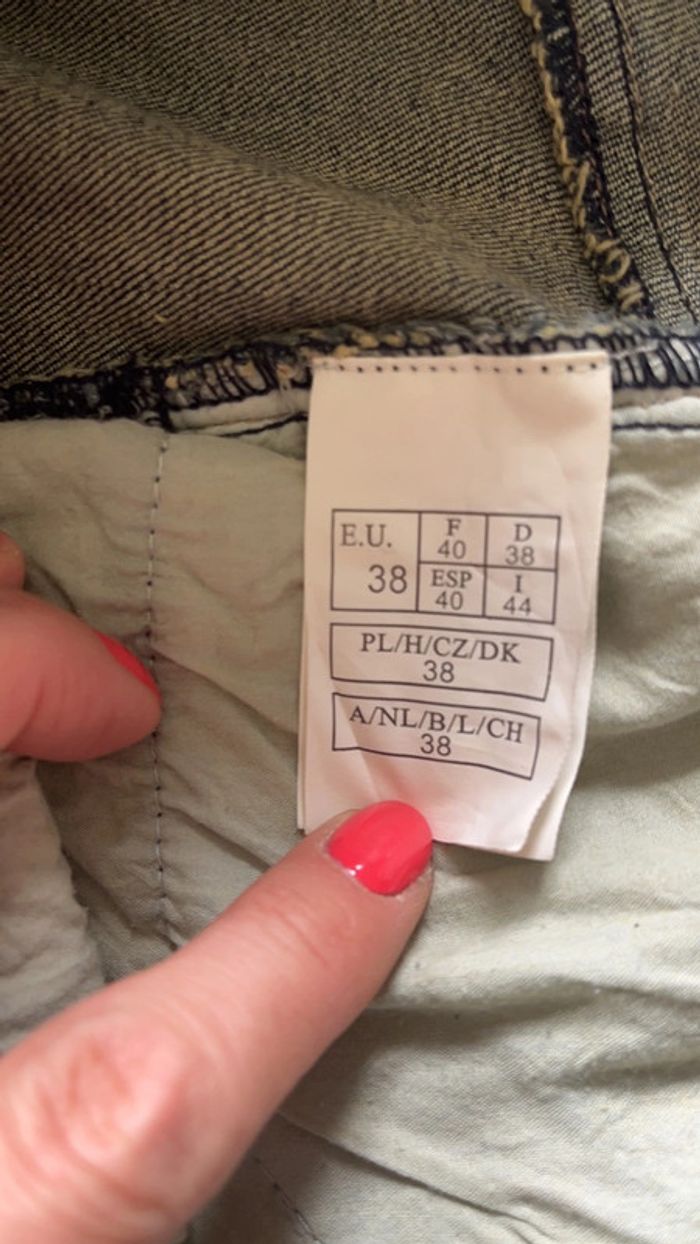 E.U.
38
F
40
D
38
ESP
40
I
44
PL/H/CZ/DK
38
A/NL/B/L/CH
38